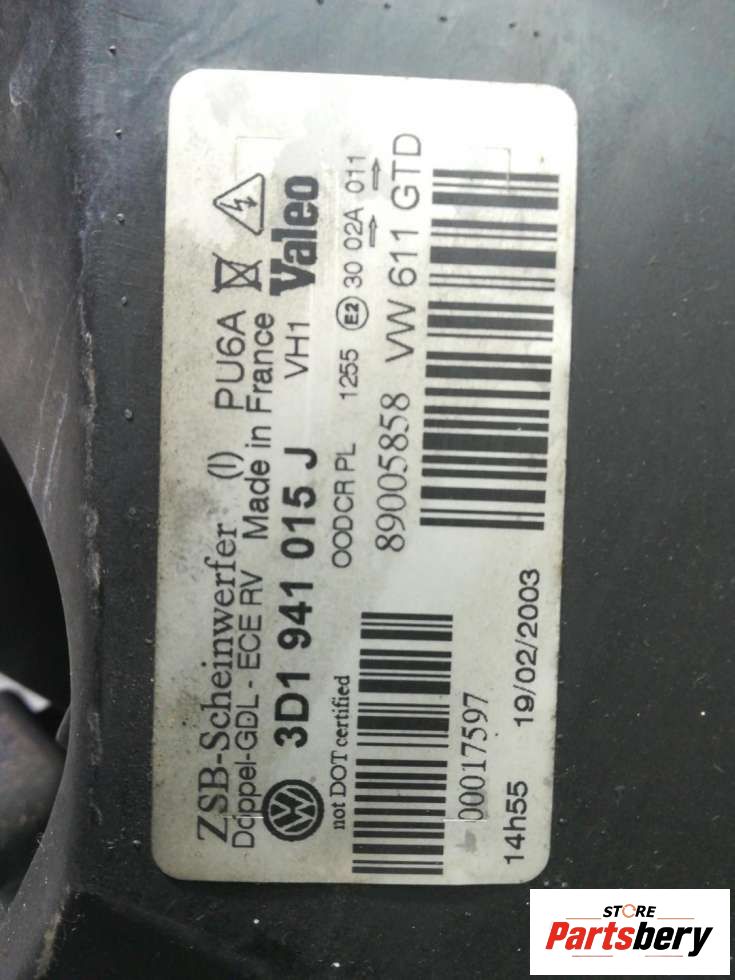 ZSB-Scheinwerfer (I) PU6A
Doppel-GDL - ECE RV Made in France
3D1 941 015 J VH1 Valeo
not DOT certified OODCR PL 1255 E2 30 02A 011
89005858 VW 611 GTD
00017597
14h55 19/02/2003
STORE
Partsbery